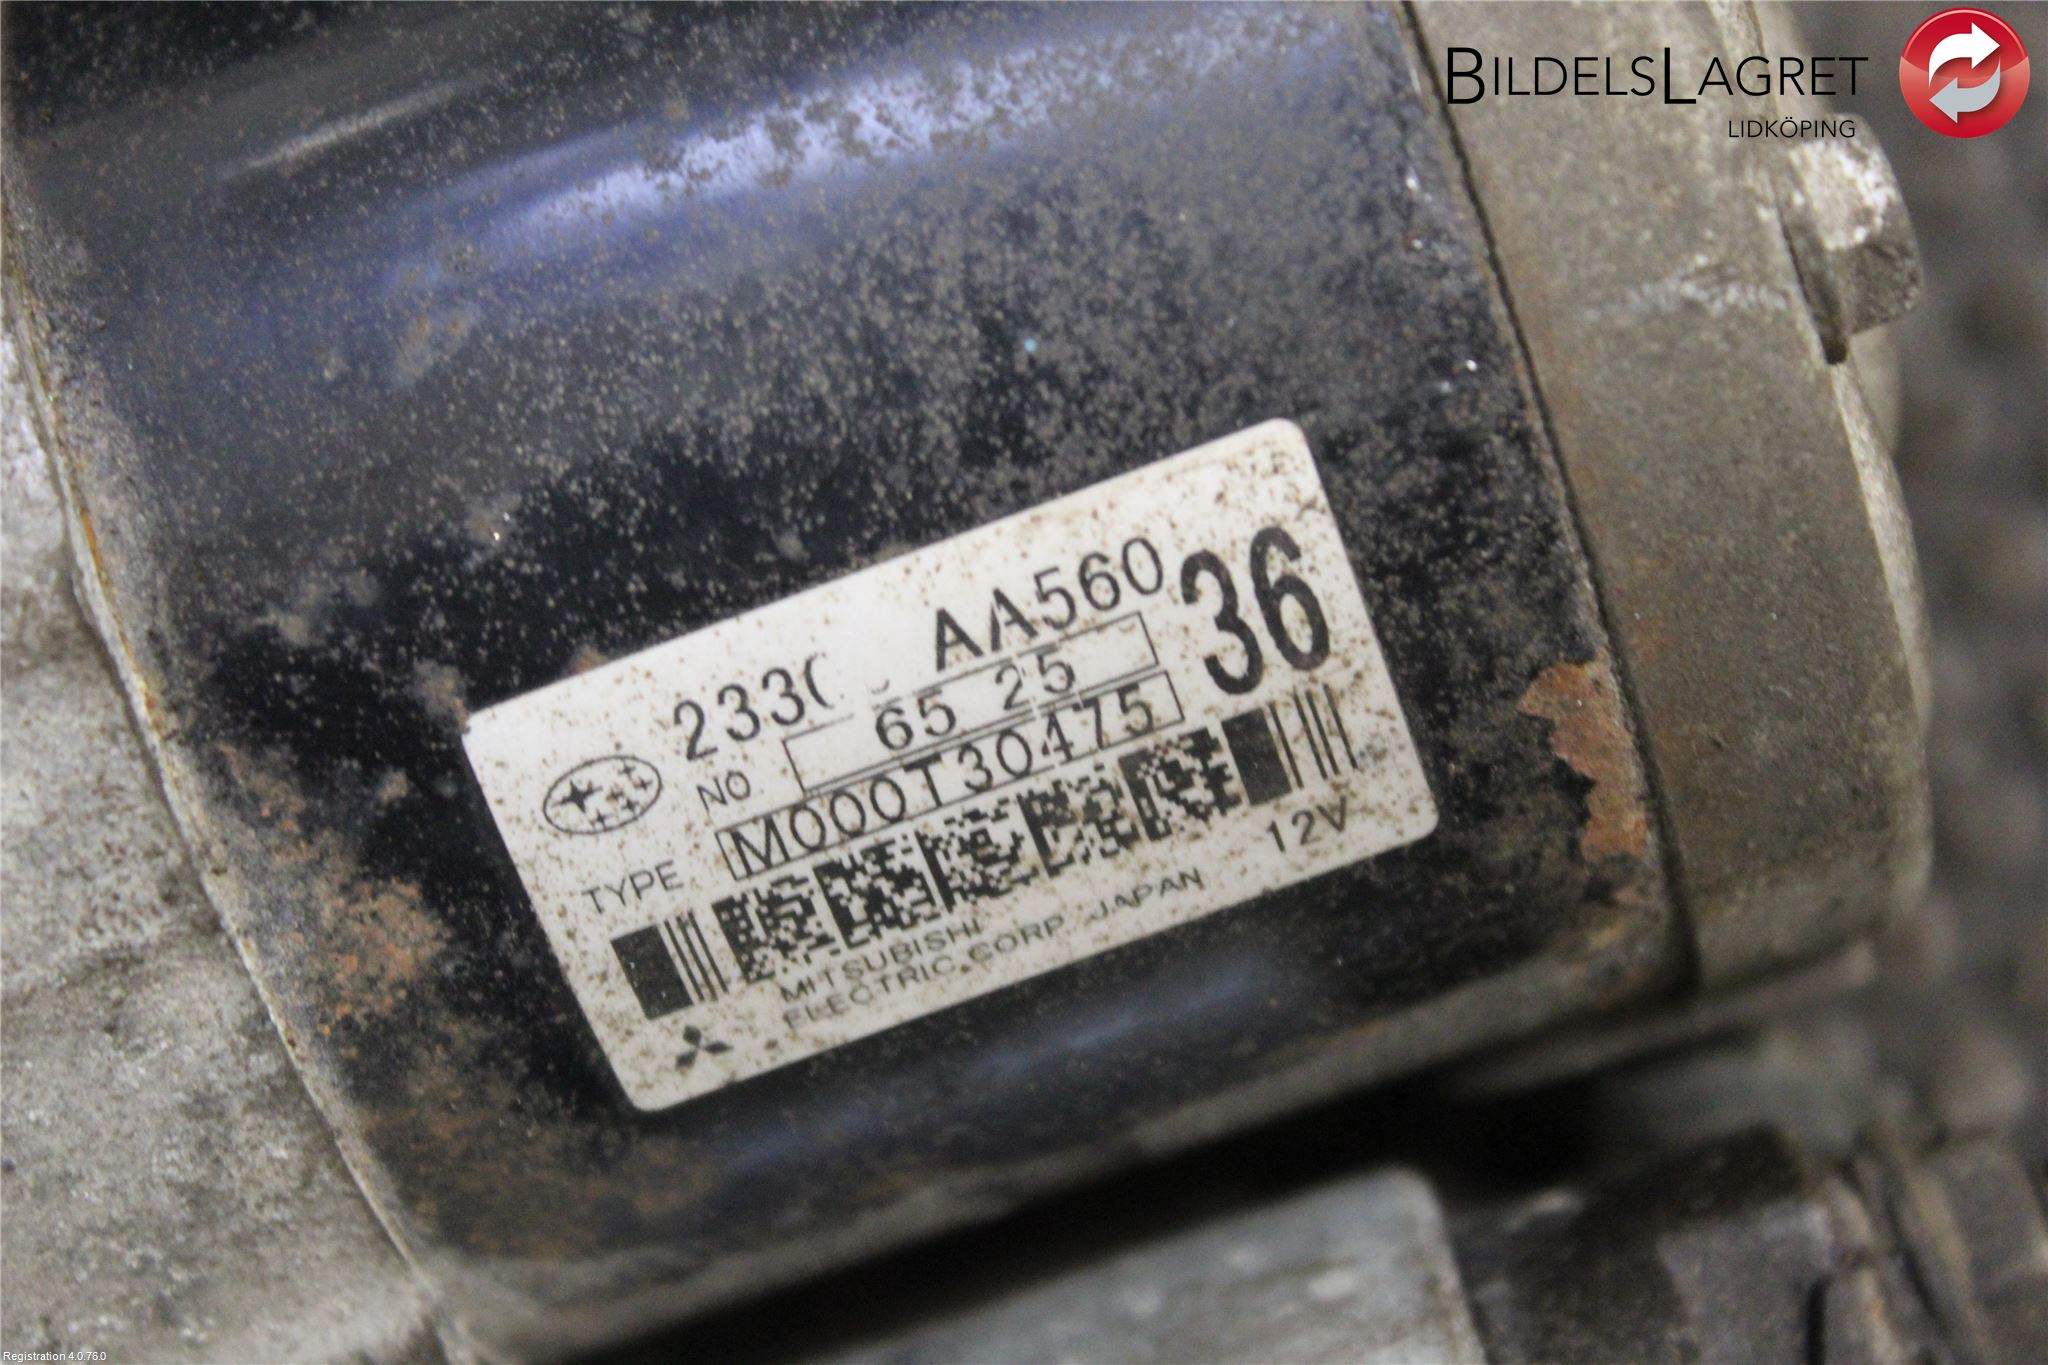 BILDELSLAGRET
LIDKÖPING
AA560
36
NO. 65 25
TYPE M000T30475
12V
MITSUBISHI
ELECTRIC CORP. JAPAN
Registration 4.0.76.0